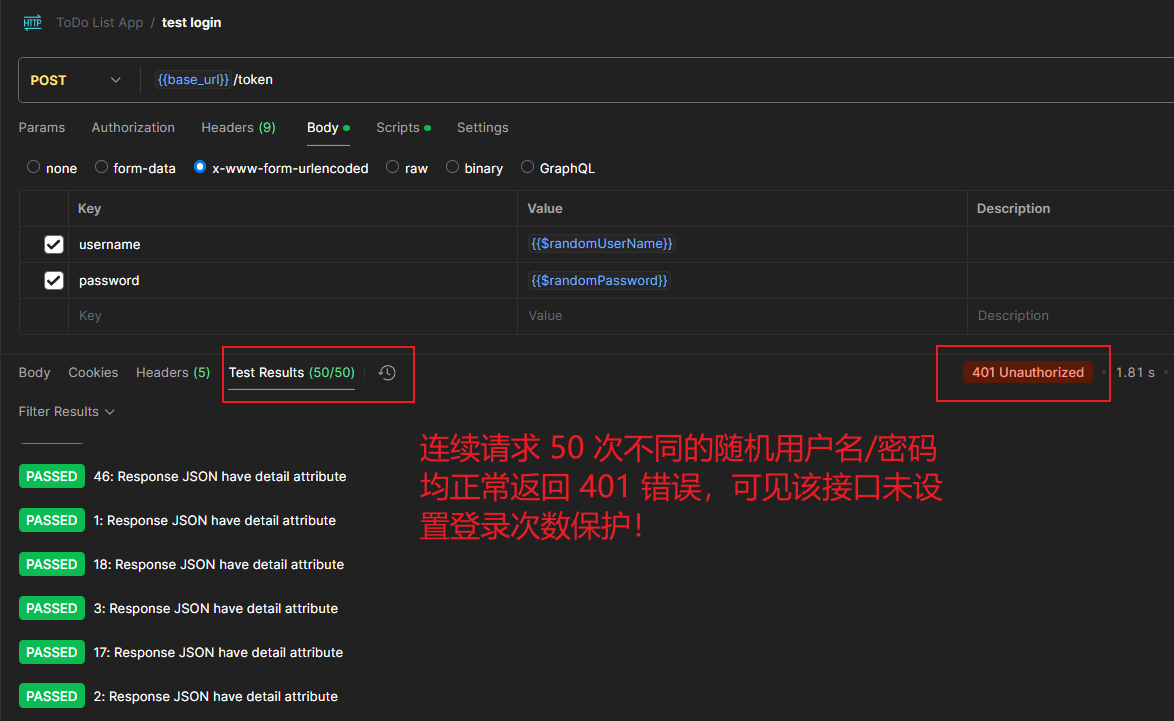 HTTP ToDo List App / test login
POST {{base_url}} /token
Params Authorization Headers (9) Body Scripts Settings
none form-data x-www-form-urlencoded raw binary GraphQL
Key Value Description
username {{$randomUserName}}
password {{$randomPassword}}
Key Value Description
Body Cookies Headers (5) Test Results (50/50) 401 Unauthorized 1.81 s
Filter Results
连续请求 50 次不同的随机用户名/密码
均正常返回 401 错误，可见该接口未设
置登录次数保护！
PASSED 46: Response JSON have detail attribute
PASSED 1: Response JSON have detail attribute
PASSED 18: Response JSON have detail attribute
PASSED 3: Response JSON have detail attribute
PASSED 17: Response JSON have detail attribute
PASSED 2: Response JSON have detail attribute